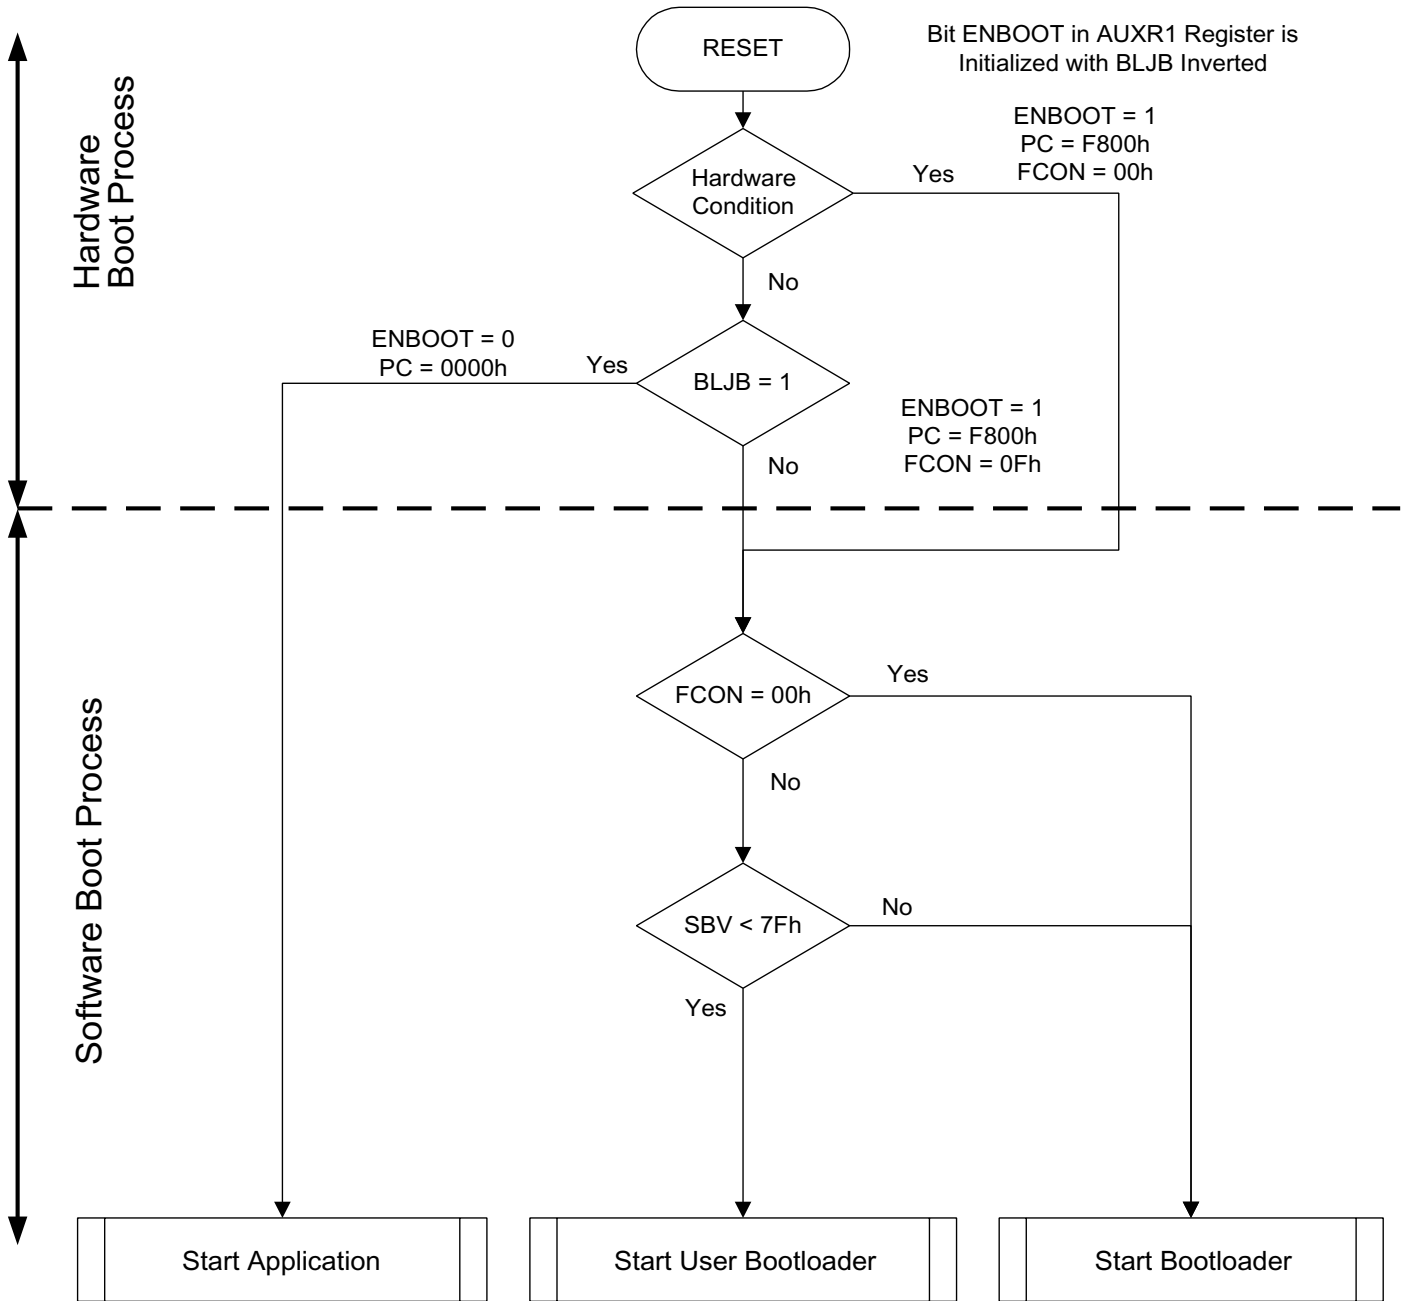 RESET
Bit ENBOOT in AUXR1 Register is
Initialized with BLJB Inverted
Hardware
Boot Process
ENBOOT = 1
PC = F800h
FCON = 00h
Yes
Hardware
Condition
No
ENBOOT = 0
PC = 0000h
Yes
BLJB = 1
ENBOOT = 1
PC = F800h
FCON = 0Fh
No
Software Boot Process
FCON = 00h
Yes
No
SBV < 7Fh
No
Yes
Start Application
Start User Bootloader
Start Bootloader